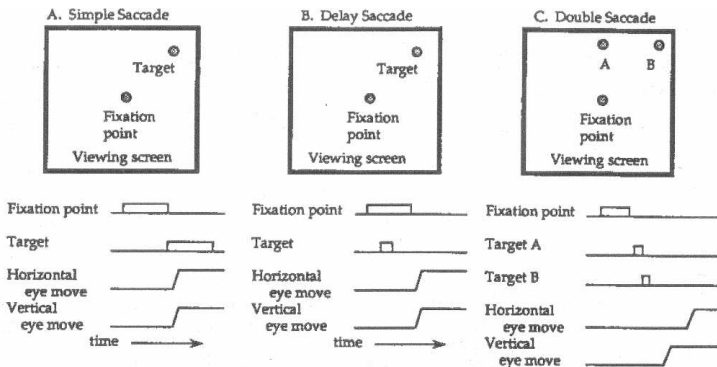 A. Simple Saccade
Target
Fixation
point
Viewing screen
Fixation point
Target
Horizontal
eye move
Vertical
eye move
time
B. Delay Saccade
Target
Fixation
point
Viewing screen
Fixation point
Target
Horizontal
eye move
Vertical
eye move
time
C. Double Saccade
A
B
Fixation
point
Viewing screen
Fixation point
Target A
Target B
Horizontal
eye move
Vertical
eye move